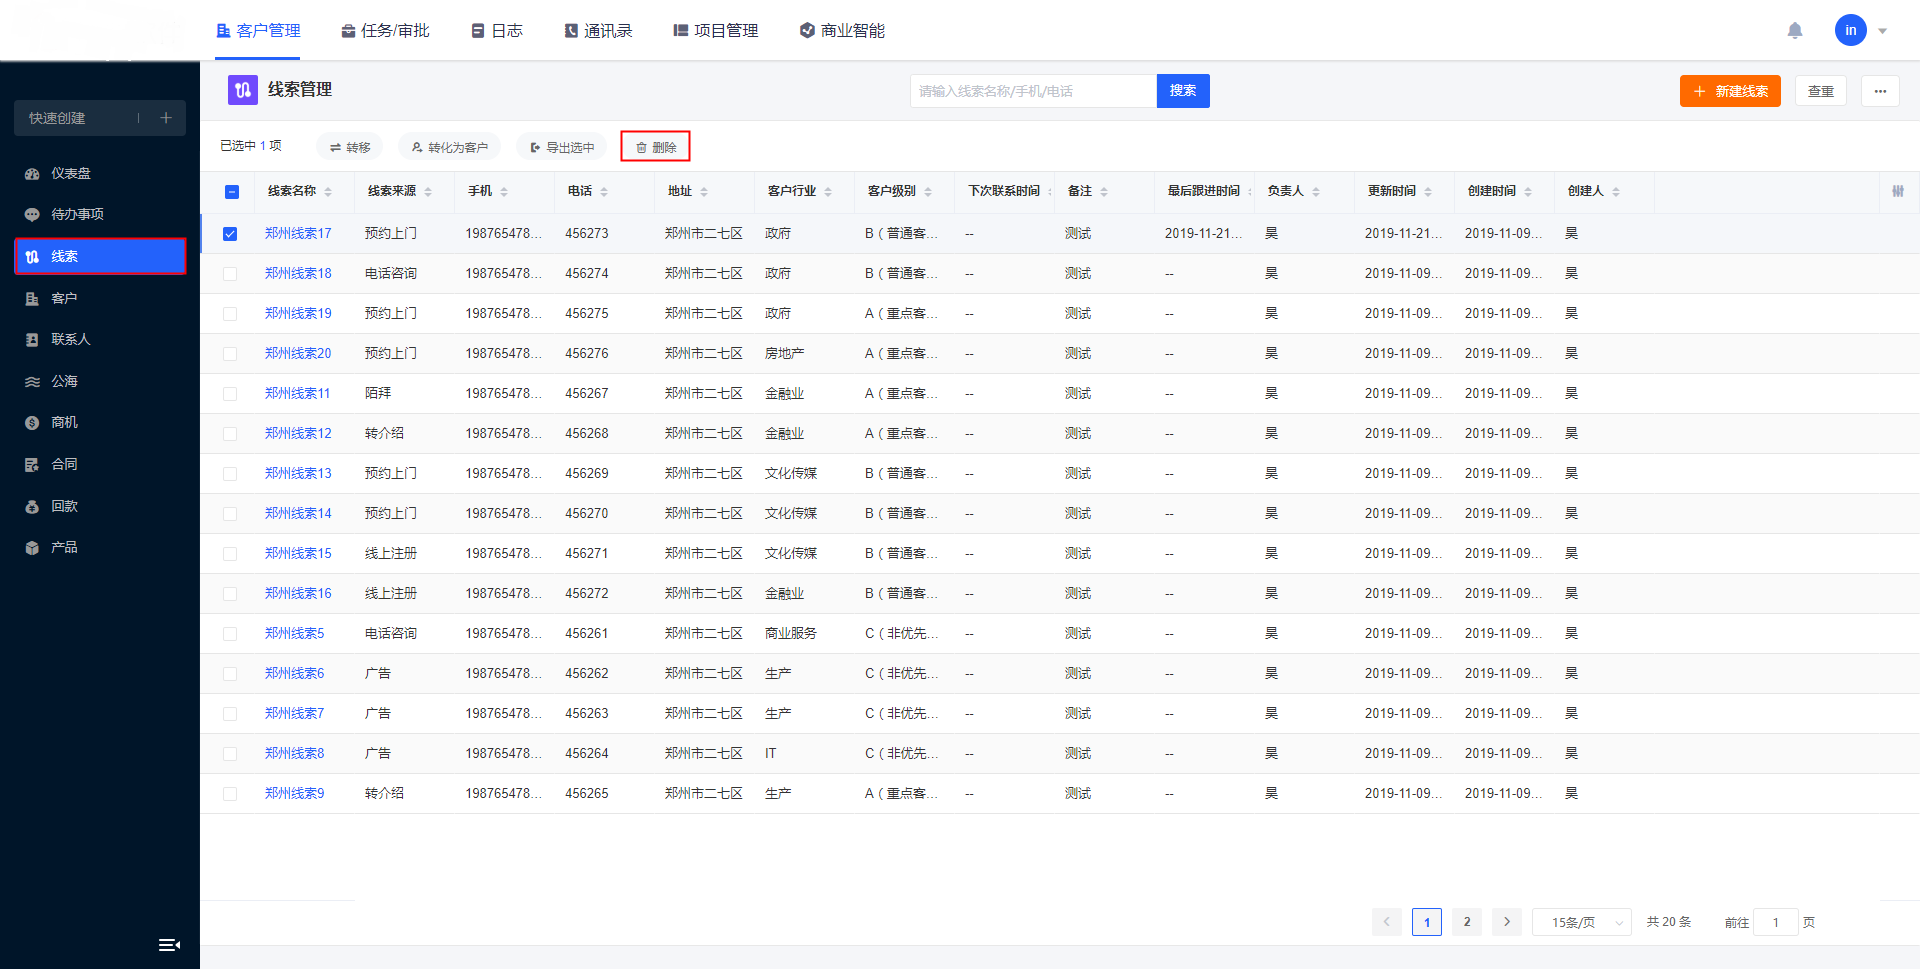 客户管理 任务/审批 日志 通讯录 项目管理 商业智能 in
线索管理 请输入线索名称/手机/电话 搜索 + 新建线索 查重 ...
快速创建 | +
仪表盘
待办事项
线索
客户
联系人
公海
商机
合同
回款
产品
已选中 1 项 转移 转化为客户 导出选中 删除
线索名称 线索来源 手机 电话 地址 客户行业 客户级别 下次联系时间 备注 最后跟进时间 负责人 更新时间 创建时间 创建人
郑州线索17 预约上门 198765478... 456273 郑州市二七区 政府 B（普通客... -- 测试 2019-11-21... 昊 2019-11-21... 2019-11-09... 昊
郑州线索18 电话咨询 198765478... 456274 郑州市二七区 政府 B（普通客... -- 测试 -- 昊 2019-11-09... 2019-11-09... 昊
郑州线索19 预约上门 198765478... 456275 郑州市二七区 政府 A（重点客... -- 测试 -- 昊 2019-11-09... 2019-11-09... 昊
郑州线索20 预约上门 198765478... 456276 郑州市二七区 房地产 A（重点客... -- 测试 -- 昊 2019-11-09... 2019-11-09... 昊
郑州线索11 陌拜 198765478... 456267 郑州市二七区 金融业 A（重点客... -- 测试 -- 昊 2019-11-09... 2019-11-09... 昊
郑州线索12 转介绍 198765478... 456268 郑州市二七区 金融业 A（重点客... -- 测试 -- 昊 2019-11-09... 2019-11-09... 昊
郑州线索13 预约上门 198765478... 456269 郑州市二七区 文化传媒 B（普通客... -- 测试 -- 昊 2019-11-09... 2019-11-09... 昊
郑州线索14 预约上门 198765478... 456270 郑州市二七区 文化传媒 B（普通客... -- 测试 -- 昊 2019-11-09... 2019-11-09... 昊
郑州线索15 线上注册 198765478... 456271 郑州市二七区 文化传媒 B（普通客... -- 测试 -- 昊 2019-11-09... 2019-11-09... 昊
郑州线索16 线上注册 198765478... 456272 郑州市二七区 金融业 B（普通客... -- 测试 -- 昊 2019-11-09... 2019-11-09... 昊
郑州线索5 电话咨询 198765478... 456261 郑州市二七区 商业服务 C（非优先... -- 测试 -- 昊 2019-11-09... 2019-11-09... 昊
郑州线索6 广告 198765478... 456262 郑州市二七区 生产 C（非优先... -- 测试 -- 昊 2019-11-09... 2019-11-09... 昊
郑州线索7 广告 198765478... 456263 郑州市二七区 生产 C（非优先... -- 测试 -- 昊 2019-11-09... 2019-11-09... 昊
郑州线索8 广告 198765478... 456264 郑州市二七区 IT C（非优先... -- 测试 -- 昊 2019-11-09... 2019-11-09... 昊
郑州线索9 转介绍 198765478... 456265 郑州市二七区 生产 A（重点客... -- 测试 -- 昊 2019-11-09... 2019-11-09... 昊
< 1 2 > 15条/页 共 20 条 前往 1 页